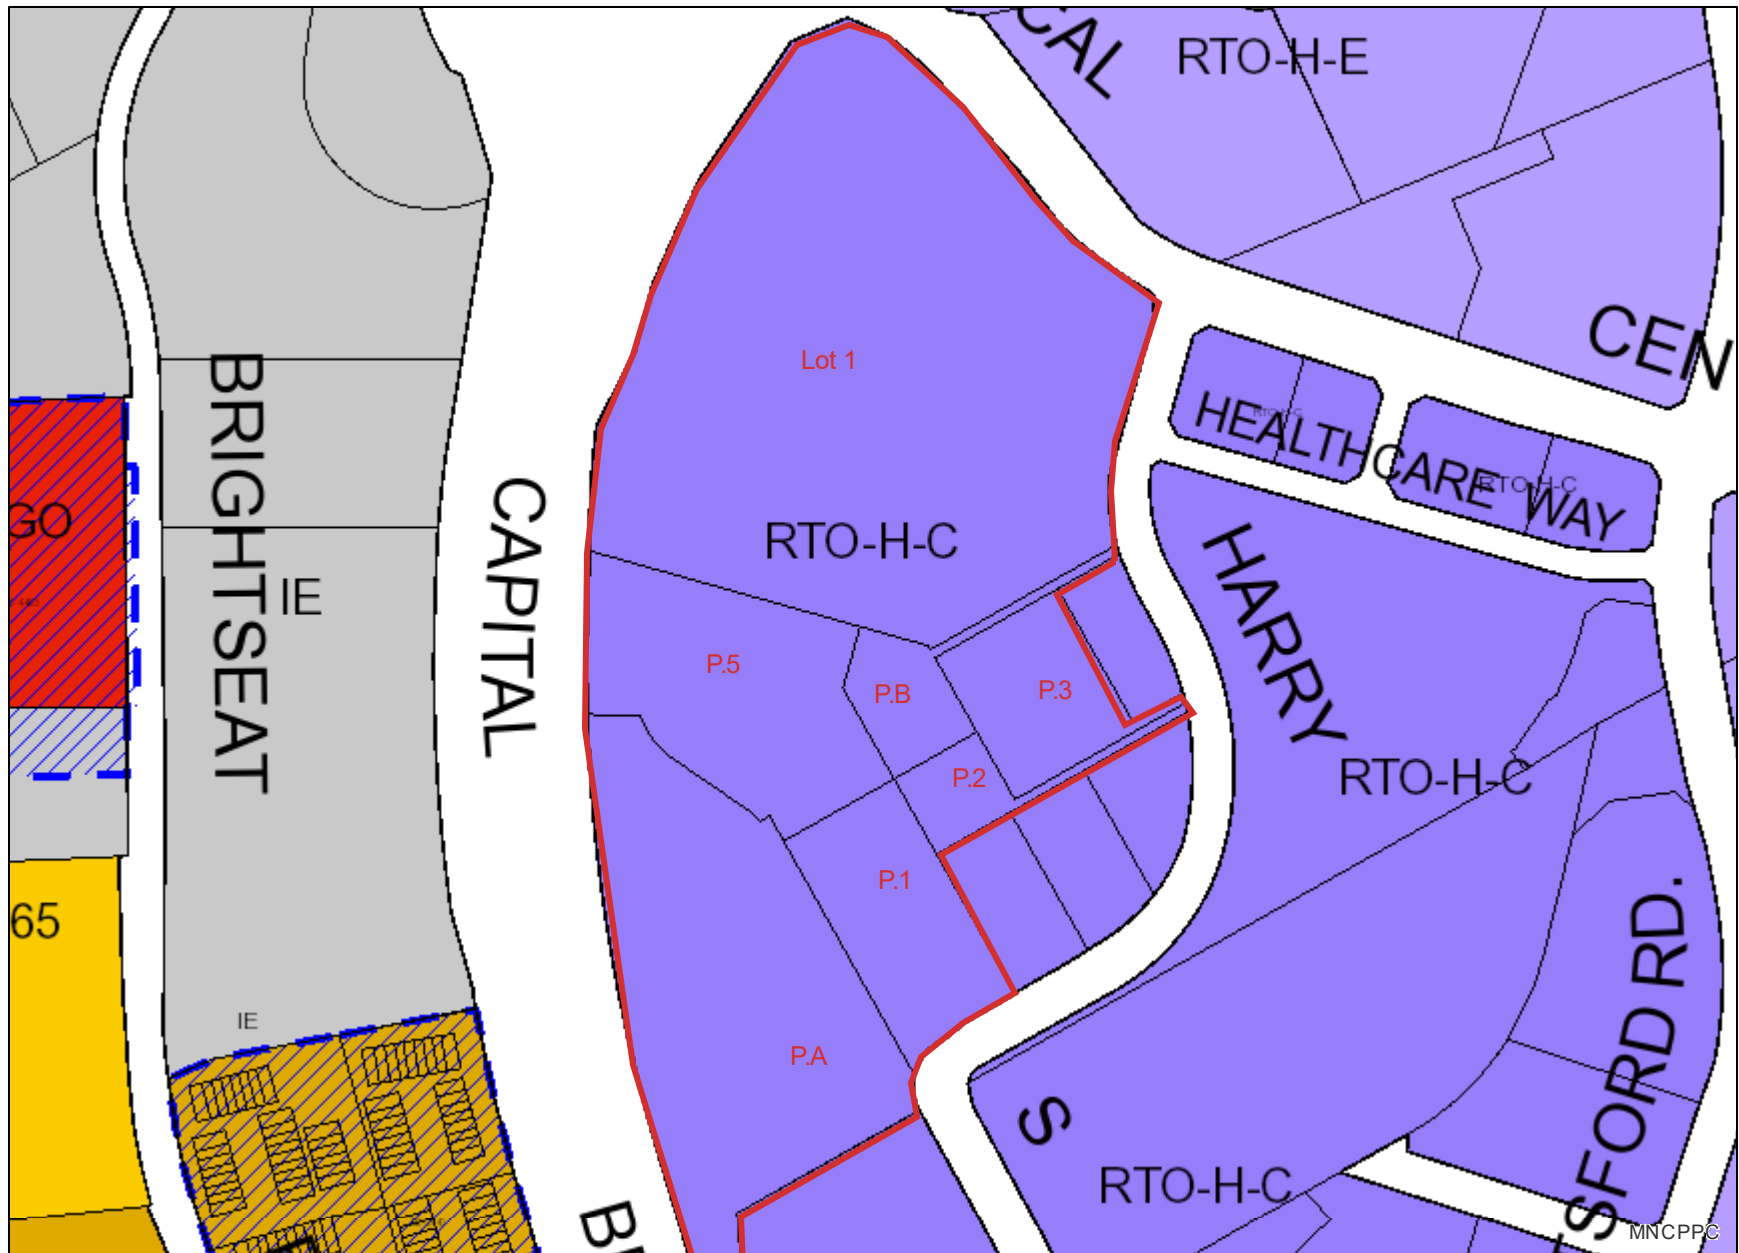 CAL
RTO-H-E
CEN
Lot 1
HEALTHCARE WAY
RTO-H-C
RTO-H-C
BRIGHTSEAT
CAPITAL
GO
RTO-H-C
IE
HARRY
P.5
P.B
P.3
P.2
RTO-H-C
P.1
65
SFORD RD.
IE
P.A
S
RTO-H-C
MNCPPC